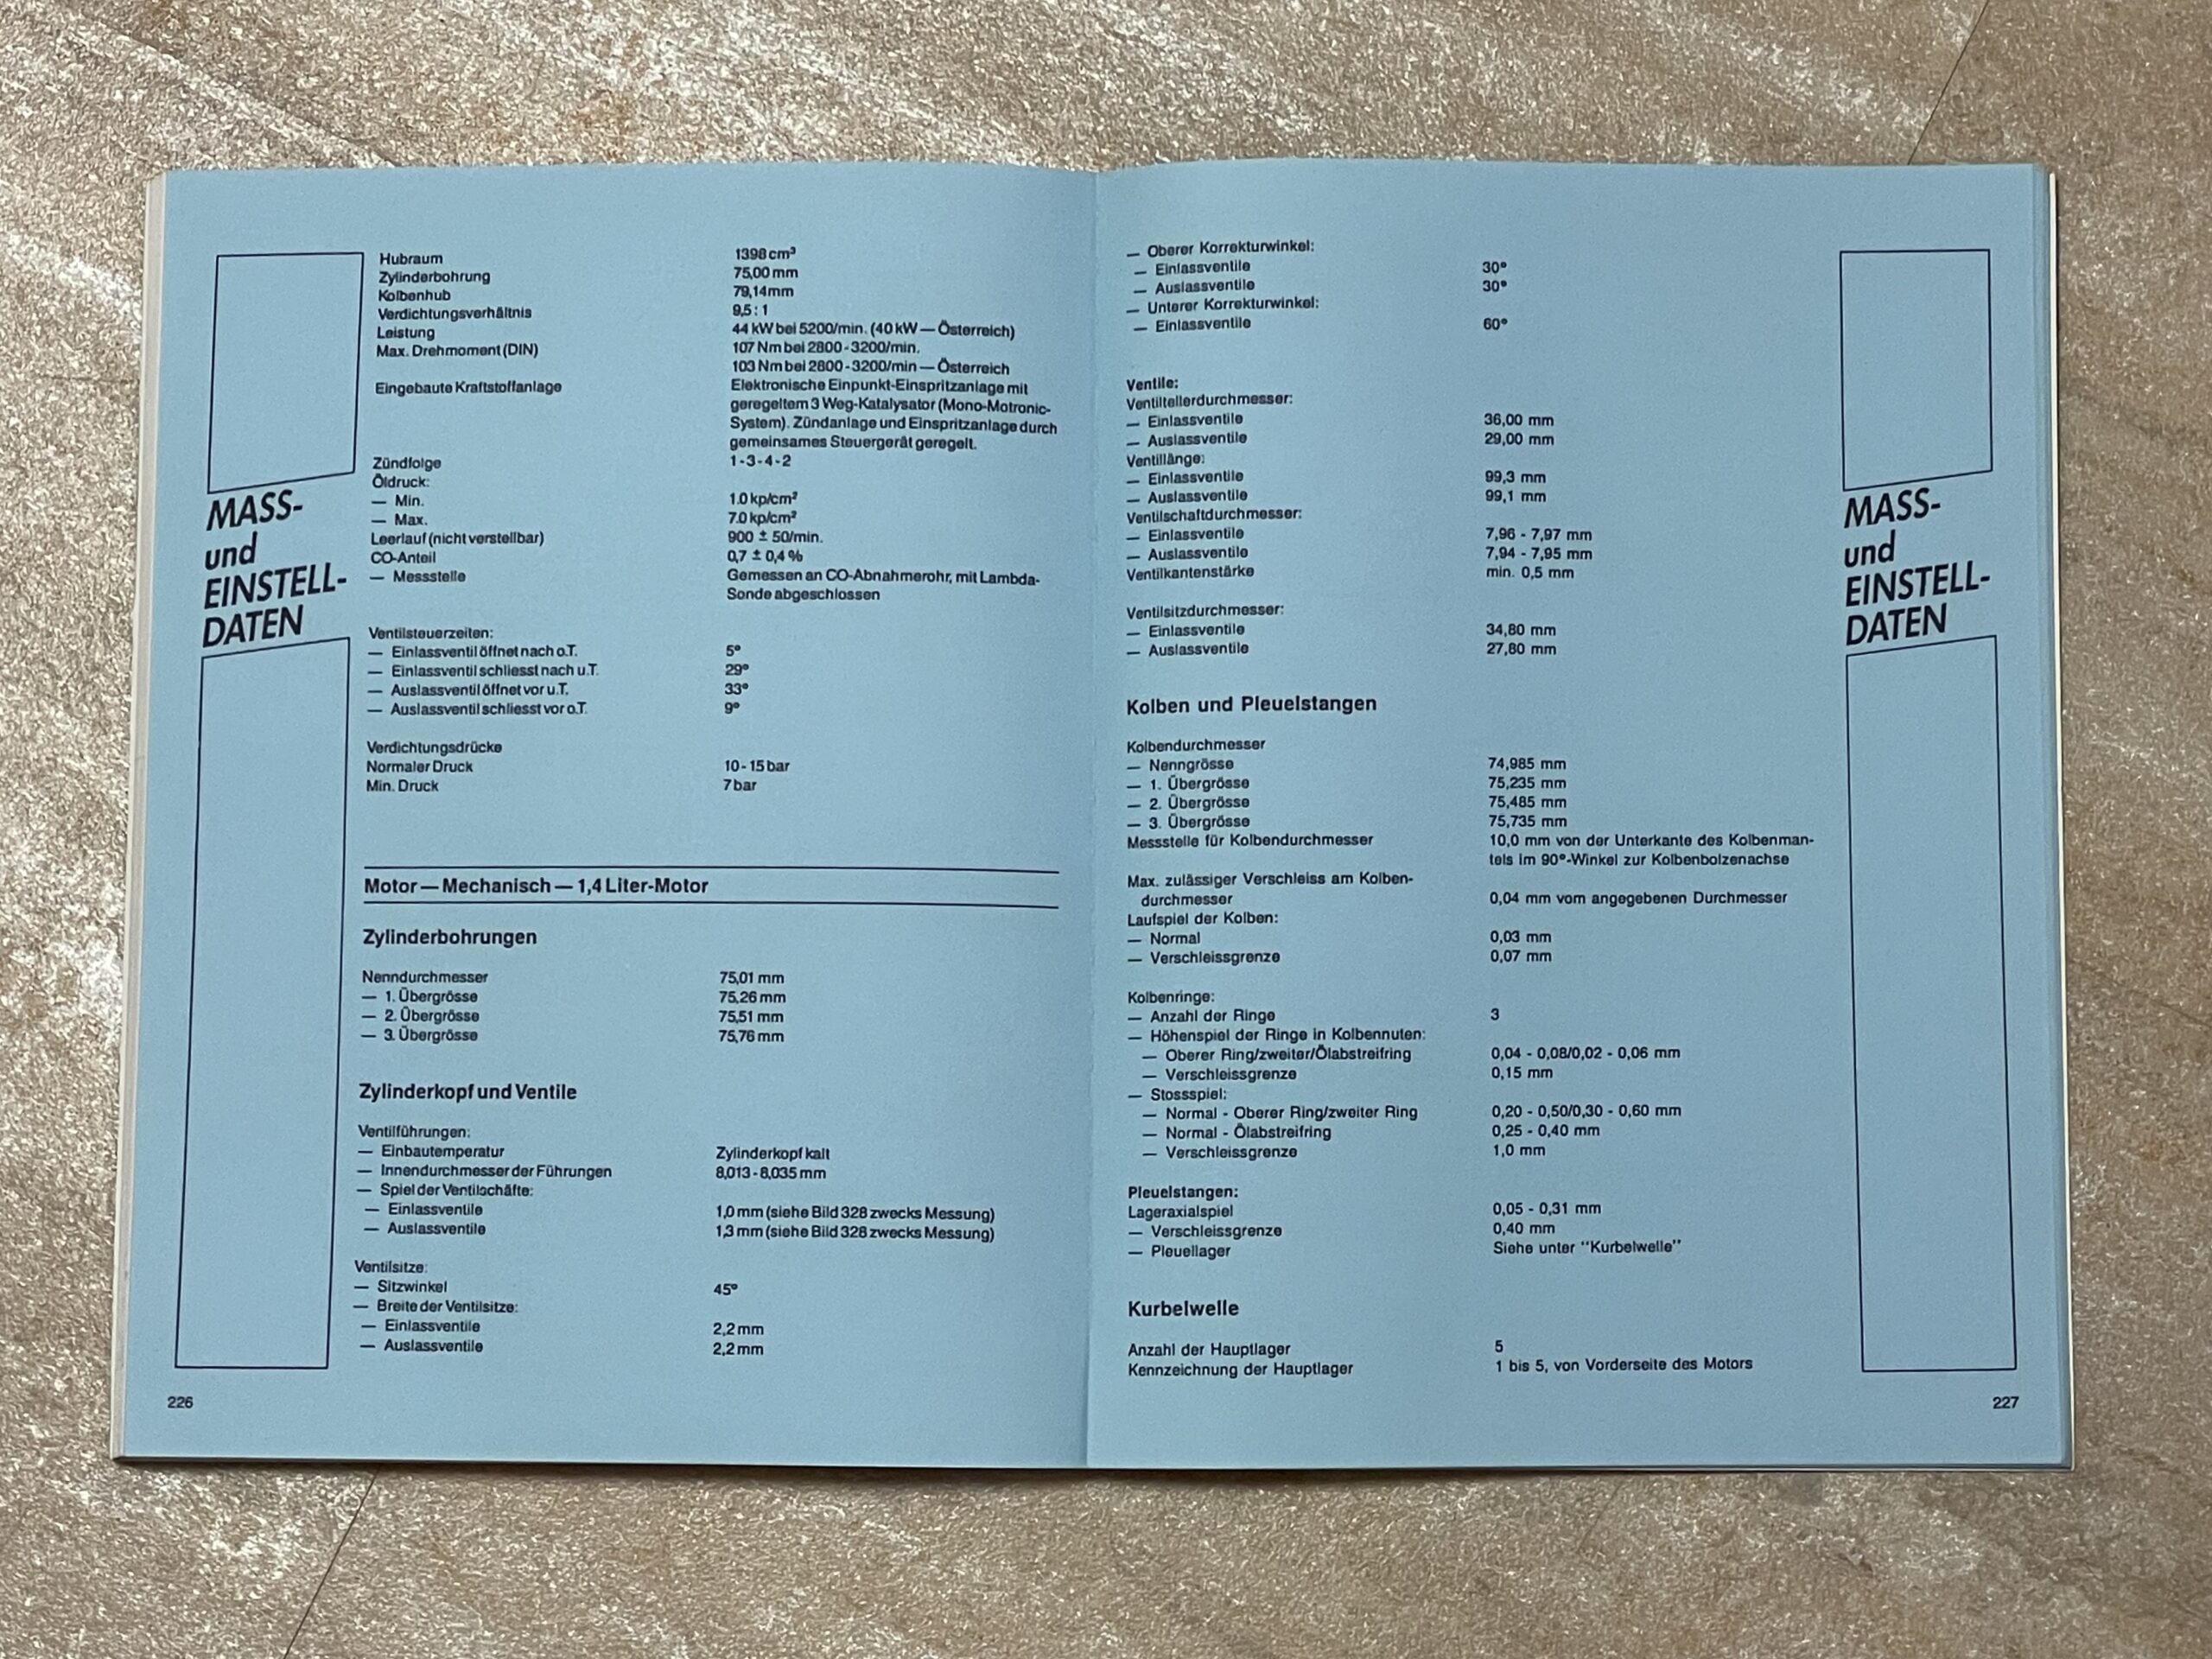 MASS-
und
EINSTELL-
DATEN
Hubraum 1398 cm³
Zylinderbohrung 75,00 mm
Kolbenhub 79,14 mm
Verdichtungsverhältnis 9,5 : 1
Leistung 44 kW bei 5200/min. (40 kW — Österreich)
Max. Drehmoment (DIN) 107 Nm bei 2800 - 3200/min.
103 Nm bei 2800 - 3200/min — Österreich
Eingebaute Kraftstoffanlage Elektronische Einpunkt-Einspritzanlage mit
geregeltem 3 Weg-Katalysator (Mono-Motronic-
System). Zündanlage und Einspritzanlage durch
gemeinsames Steuergerät geregelt.
Zündfolge 1 - 3 - 4 - 2
Öldruck:
— Min. 1.0 kp/cm²
— Max. 7.0 kp/cm²
Leerlauf (nicht verstellbar) 900 ± 50/min.
CO-Anteil 0,7 ± 0,4 %
— Messstelle Gemessen an CO-Abnahmerohr, mit Lambda-
Sonde abgeschlossen
Ventilsteuerzeiten:
— Einlassventil öffnet nach o.T. 5°
— Einlassventil schliesst nach u.T. 29°
— Auslassventil öffnet vor u.T. 33°
— Auslassventil schliesst vor o.T. 9°
Verdichtungsdrücke
Normaler Druck 10 - 15 bar
Min. Druck 7 bar
Motor — Mechanisch — 1,4 Liter-Motor
Zylinderbohrungen
Nenndurchmesser 75,01 mm
— 1. Übergrösse 75,26 mm
— 2. Übergrösse 75,51 mm
— 3. Übergrösse 75,76 mm
Zylinderkopf und Ventile
Ventilführungen:
— Einbautemperatur Zylinderkopf kalt
— Innendurchmesser der Führungen 8,013 - 8,035 mm
— Spiel der Ventilschäfte:
— Einlassventile 1,0 mm (siehe Bild 328 zwecks Messung)
— Auslassventile 1,3 mm (siehe Bild 328 zwecks Messung)
Ventilsitze:
— Sitzwinkel 45°
— Breite der Ventilsitze:
— Einlassventile 2,2 mm
— Auslassventile 2,2 mm
226
— Oberer Korrekturwinkel:
— Einlassventile 30°
— Auslassventile 30°
— Unterer Korrekturwinkel:
— Einlassventile 60°
Ventile:
Ventiltellerdurchmesser:
— Einlassventile 36,00 mm
— Auslassventile 29,00 mm
Ventillänge:
— Einlassventile 99,3 mm
— Auslassventile 99,1 mm
Ventilschaftdurchmesser:
— Einlassventile 7,96 - 7,97 mm
— Auslassventile 7,94 - 7,95 mm
Ventilkantenstärke min. 0,5 mm
Ventilsitzdurchmesser:
— Einlassventile 34,80 mm
— Auslassventile 27,80 mm
Kolben und Pleuelstangen
Kolbendurchmesser
— Nenngrösse 74,985 mm
— 1. Übergrösse 75,235 mm
— 2. Übergrösse 75,485 mm
— 3. Übergrösse 75,735 mm
Messstelle für Kolbendurchmesser 10,0 mm von der Unterkante des Kolbenman-
tels im 90°-Winkel zur Kolbenbolzenachse
Max. zulässiger Verschleiss am Kolben-
durchmesser 0,04 mm vom angegebenen Durchmesser
Laufspiel der Kolben:
— Normal 0,03 mm
— Verschleissgrenze 0,07 mm
Kolbenringe:
— Anzahl der Ringe 3
— Höhenspiel der Ringe in Kolbennuten:
— Oberer Ring/zweiter/Ölabstreifring 0,04 - 0,08/0,02 - 0,06 mm
— Verschleissgrenze 0,15 mm
— Stossspiel:
— Normal - Oberer Ring/zweiter Ring 0,20 - 0,50/0,30 - 0,60 mm
— Normal - Ölabstreifring 0,25 - 0,40 mm
— Verschleissgrenze 1,0 mm
Pleuelstangen:
Lageraxialspiel 0,05 - 0,31 mm
— Verschleissgrenze 0,40 mm
— Pleuellager Siehe unter "Kurbelwelle"
Kurbelwelle
Anzahl der Hauptlager 5
Kennzeichnung der Hauptlager 1 bis 5, von Vorderseite des Motors
MASS-
und
EINSTELL-
DATEN
227